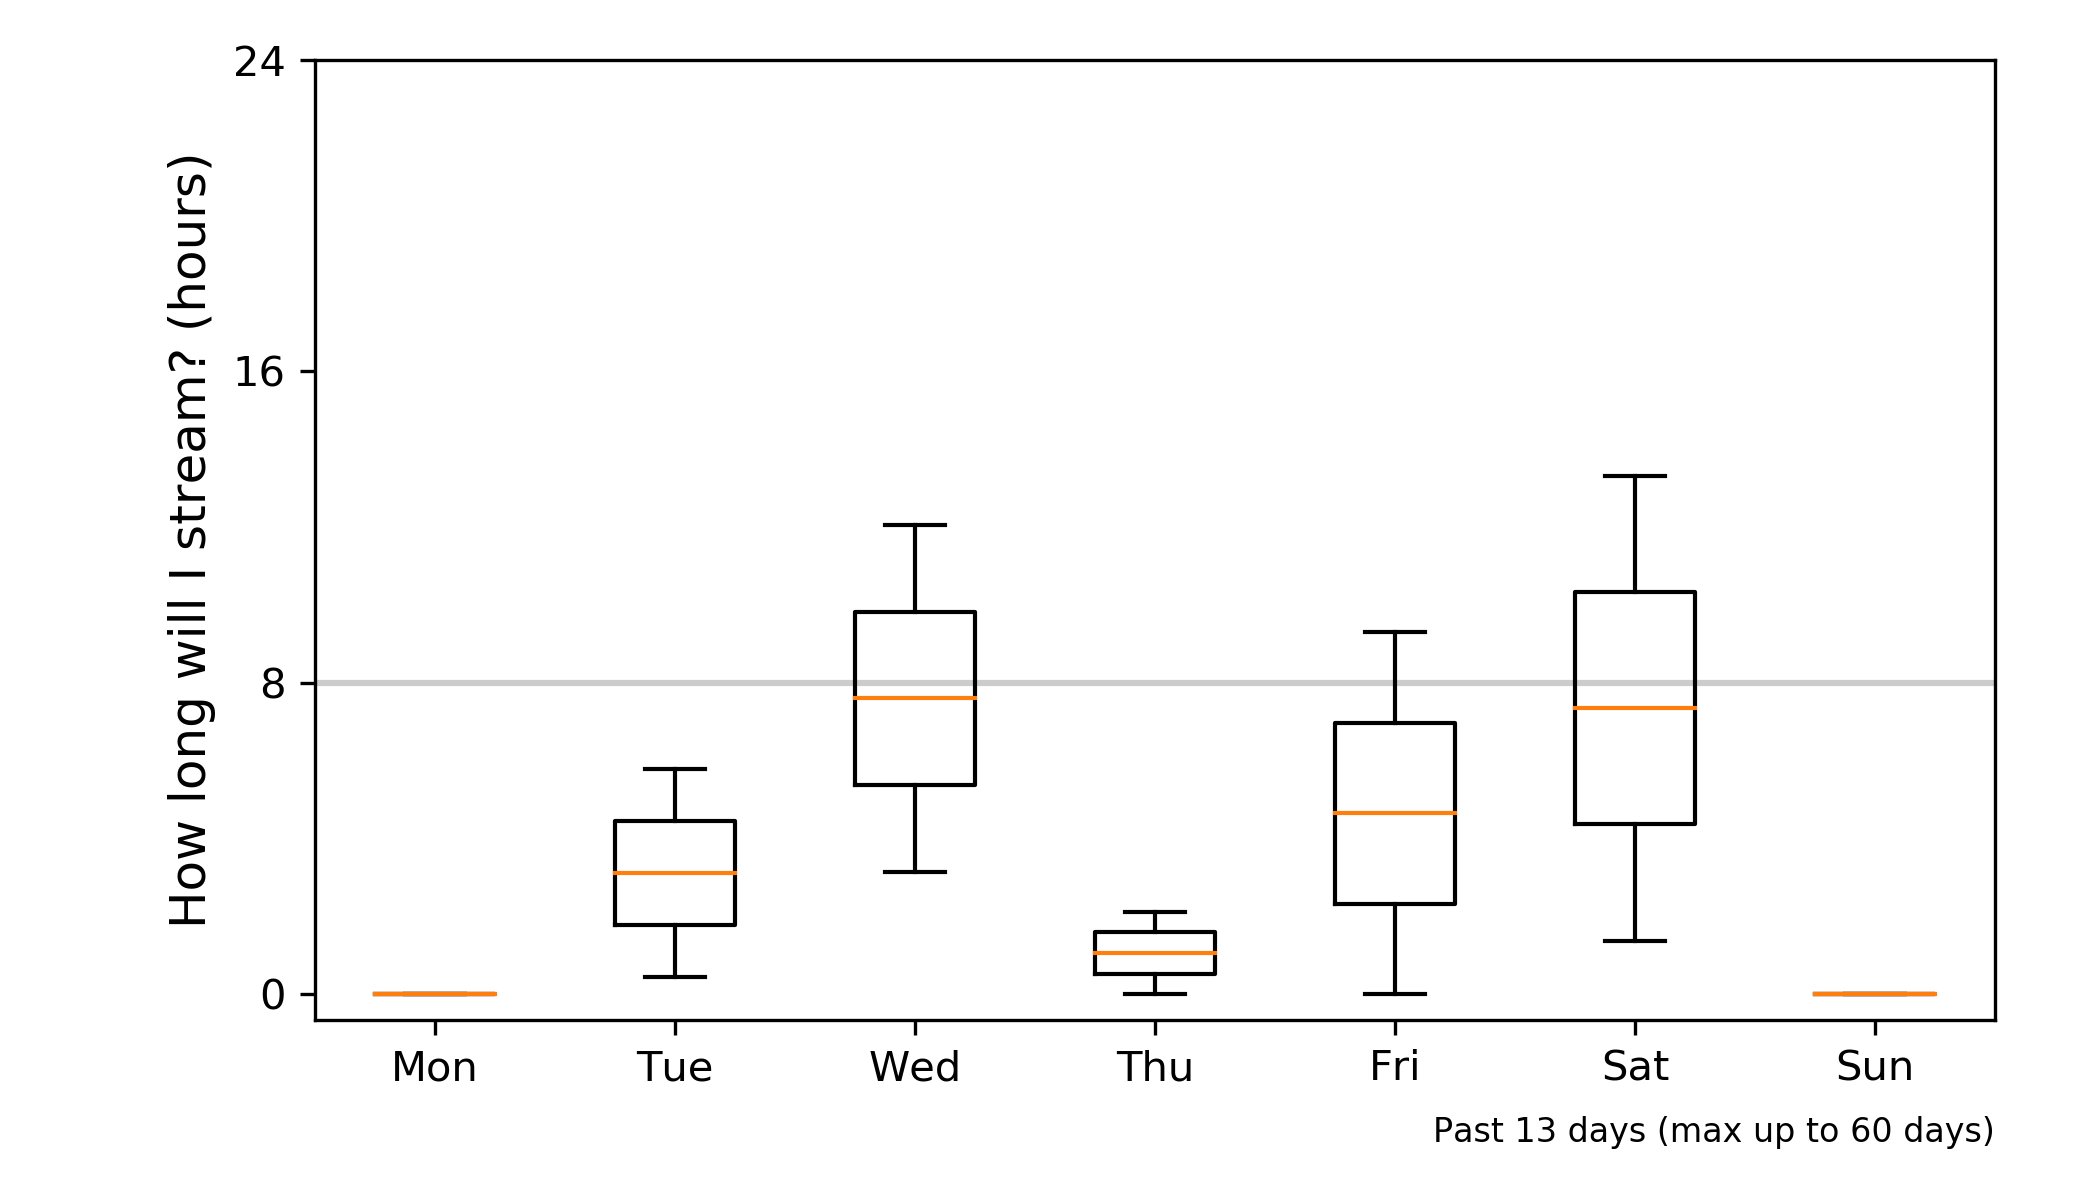 How long will I stream? (hours)
24
16
8
0
Mon Tue Wed Thu Fri Sat Sun
Past 13 days (max up to 60 days)